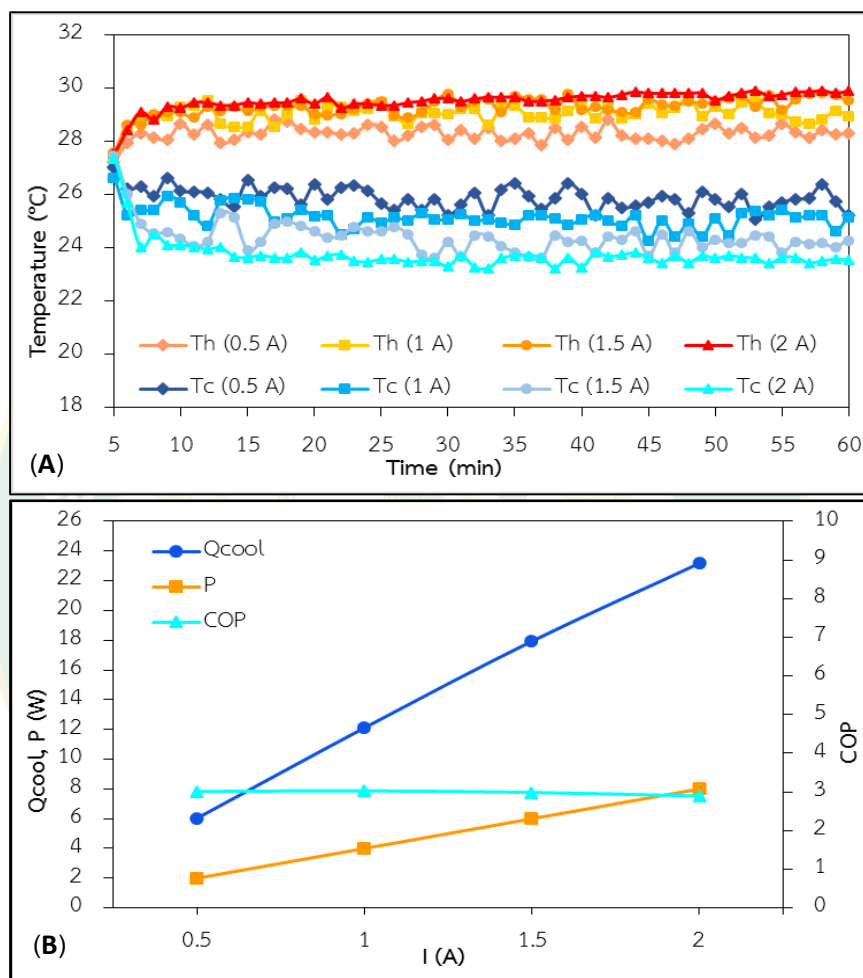 32
30
28
26
24
22
20
18
Temperature (°C)
Th (0.5 A) Th (1 A) Th (1.5 A) Th (2 A)
Tc (0.5 A) Tc (1 A) Tc (1.5 A) Tc (2 A)
5 10 15 20 25 30 35 40 45 50 55 60
(A) Time (min)
26
24
22
20
18
16
14
12
10
8
6
4
2
0
Qcool, P (W)
Qcool
P
COP
10
9
8
7
6
5
4
3
2
1
0
COP
0.5 1 1.5 2
(B) I (A)